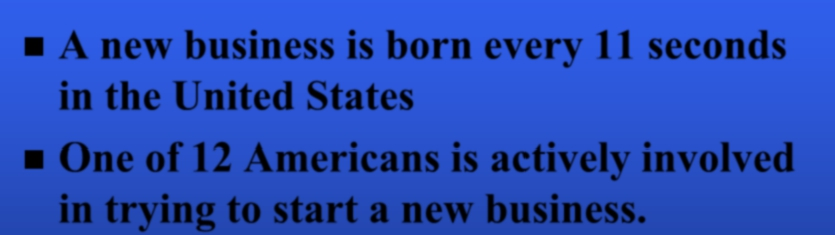 ■ A new business is born every 11 seconds
in the United States
■ One of 12 Americans is actively involved
in trying to start a new business.